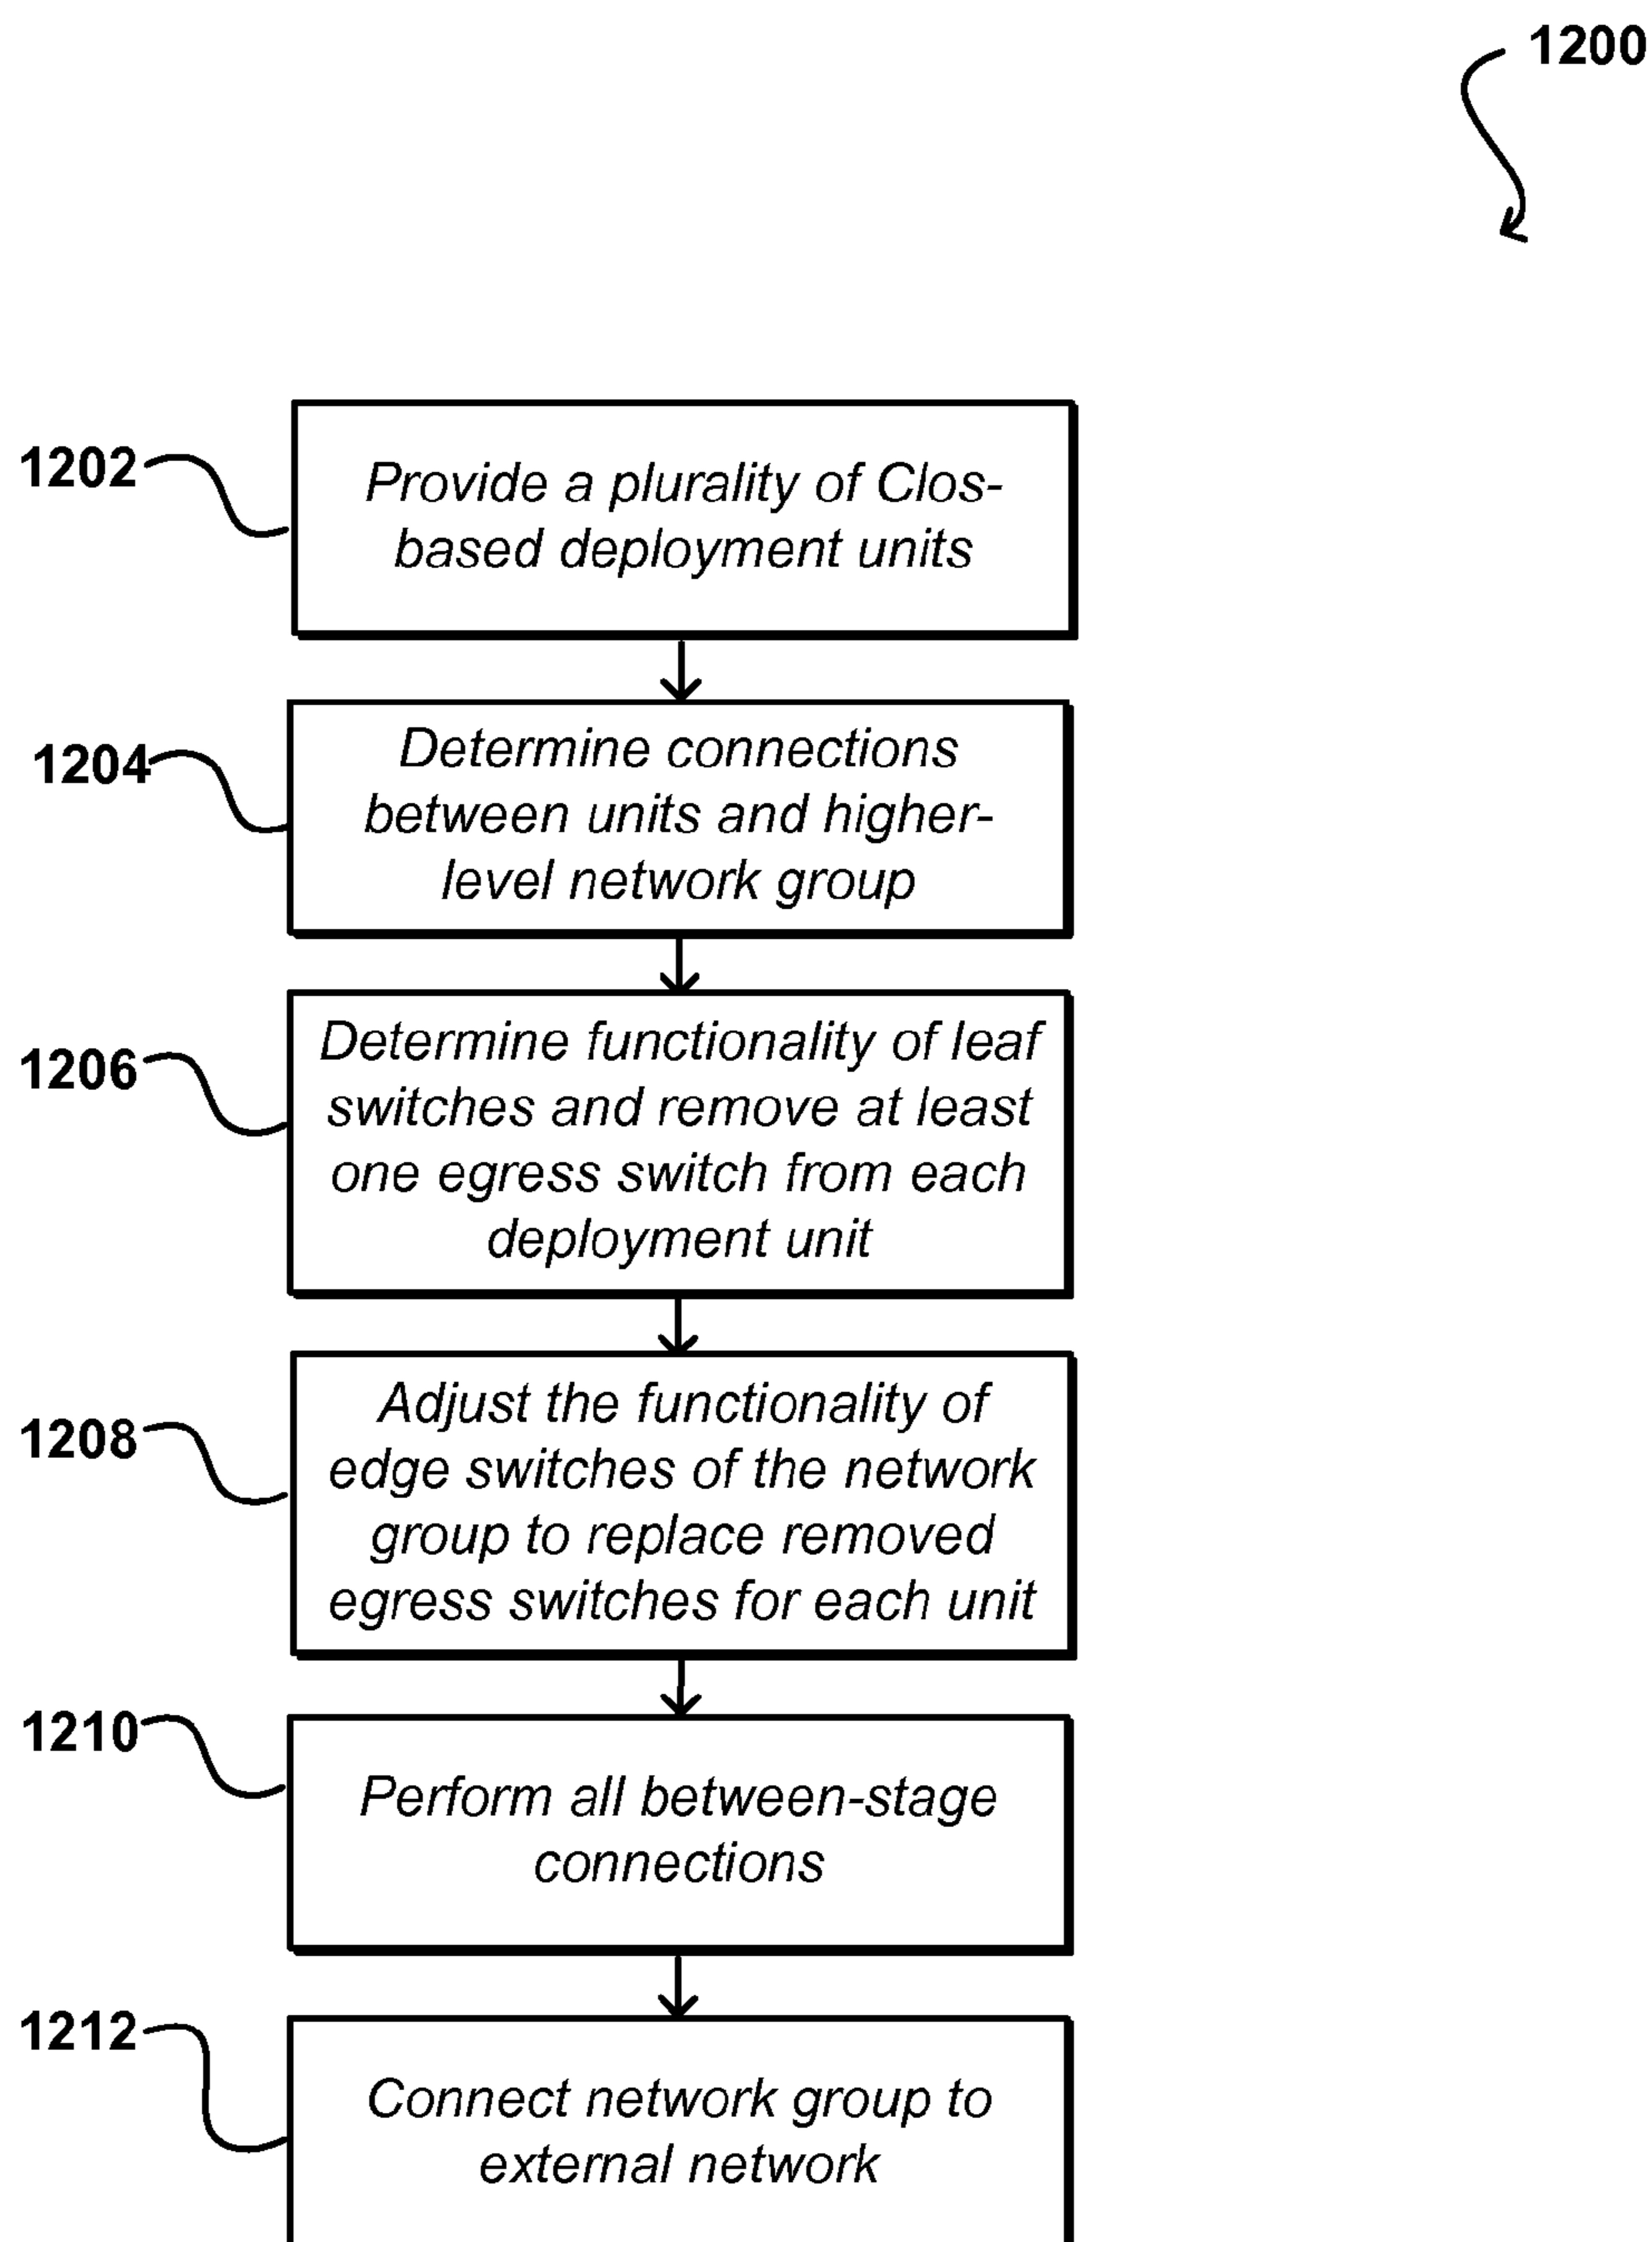 1200
1202
Provide a plurality of Clos-
based deployment units
1204
Determine connections
between units and higher-
level network group
1206
Determine functionality of leaf
switches and remove at least
one egress switch from each
deployment unit
1208
Adjust the functionality of
edge switches of the network
group to replace removed
egress switches for each unit
1210
Perform all between-stage
connections
1212
Connect network group to
external network